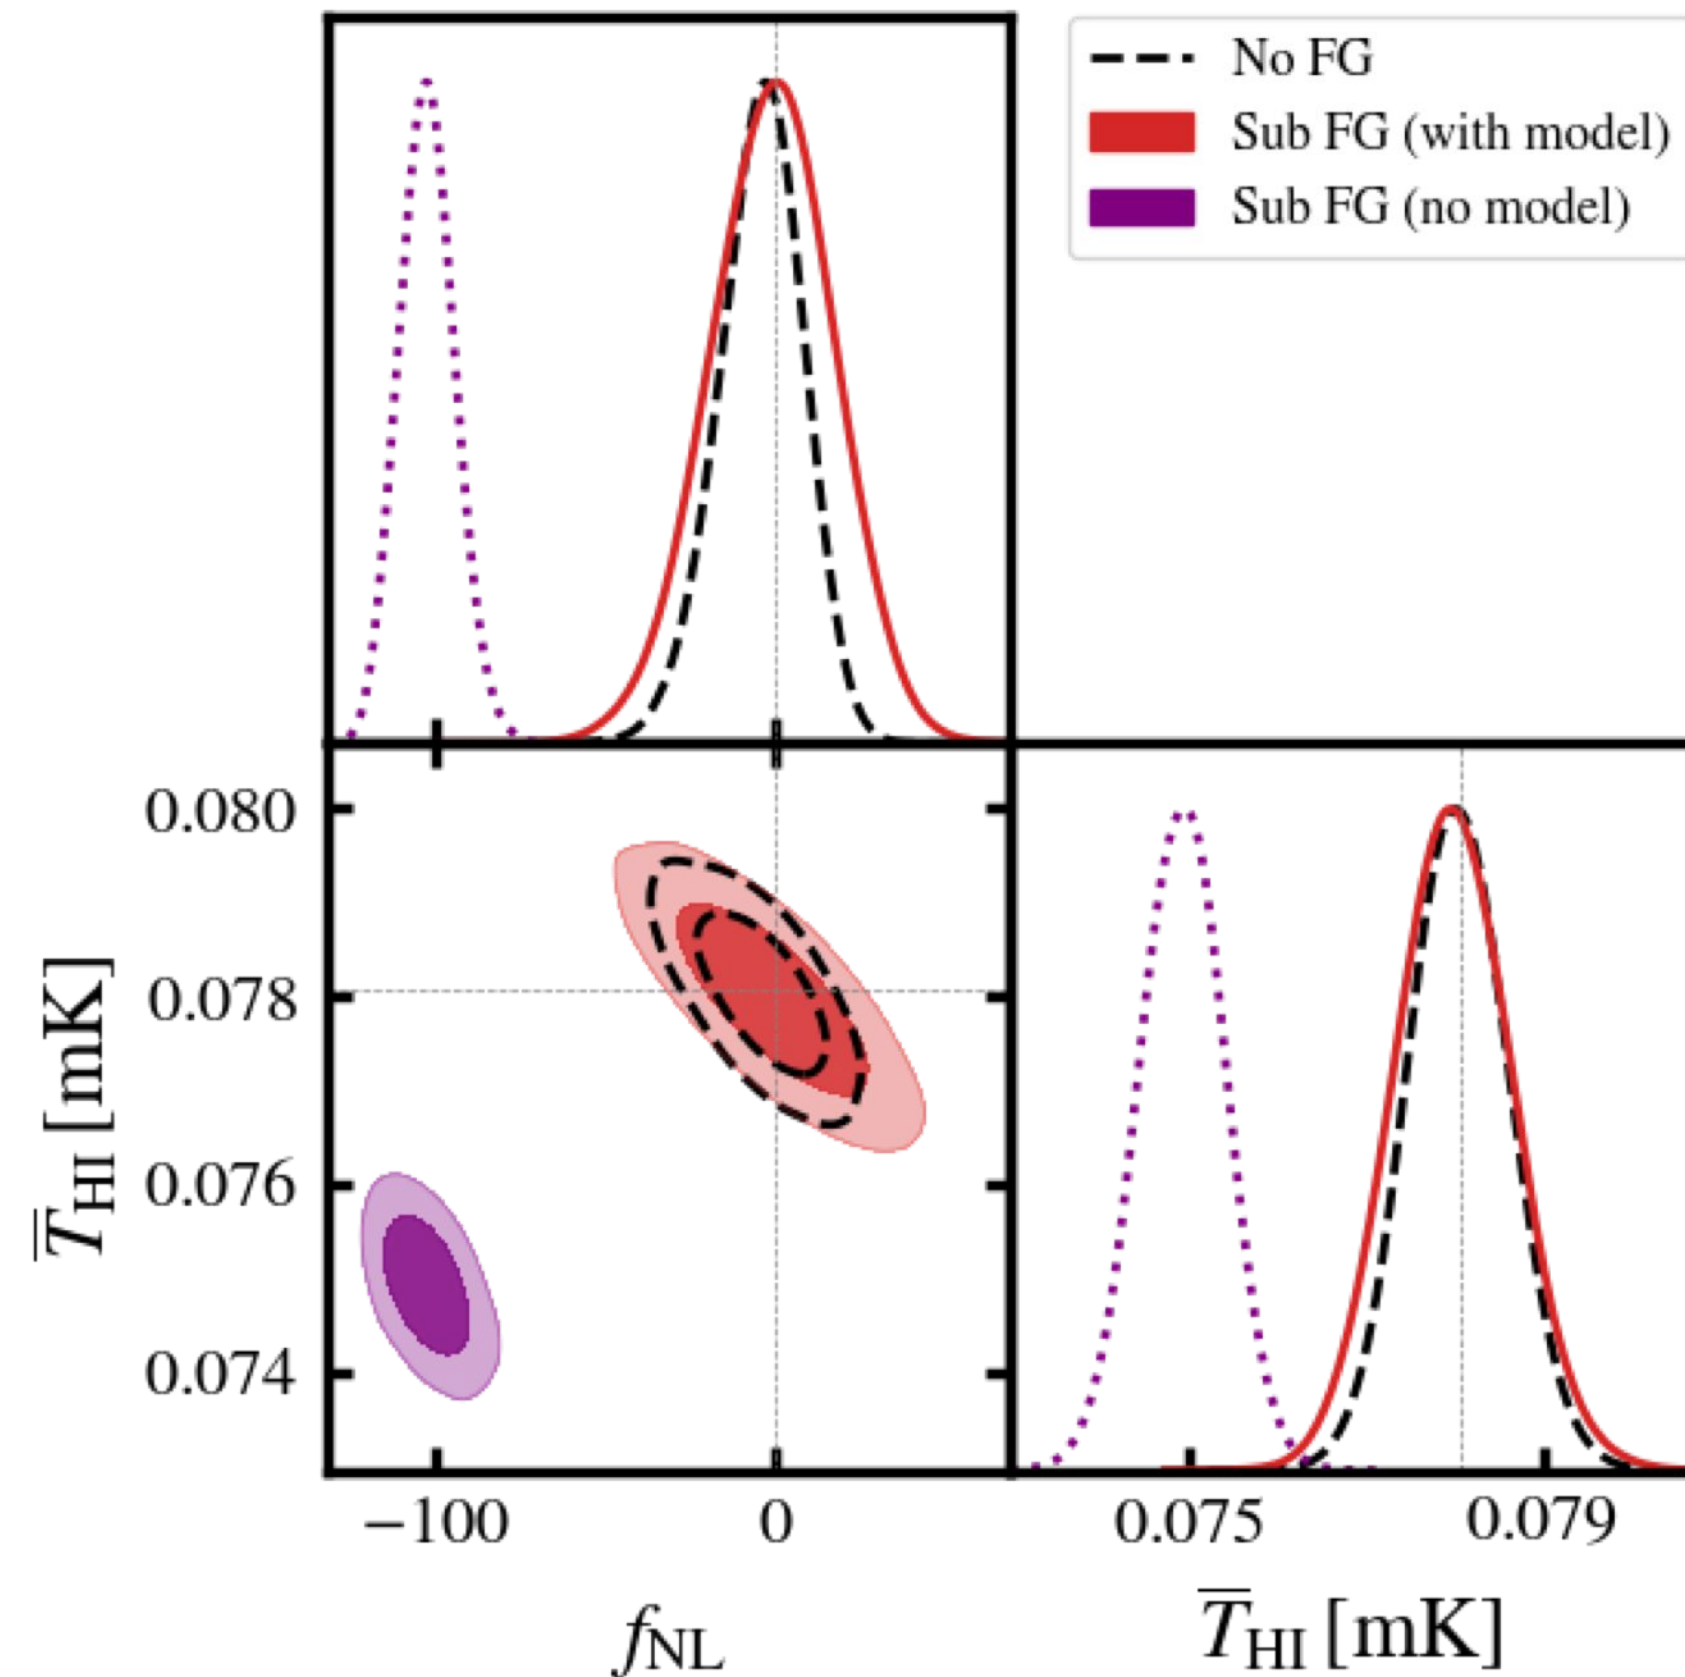 No FG
Sub FG (with model)
Sub FG (no model)
0.080
0.078
0.076
0.074
T̅HI [mK]
−100
0
fNL
0.075
0.079
T̅HI [mK]